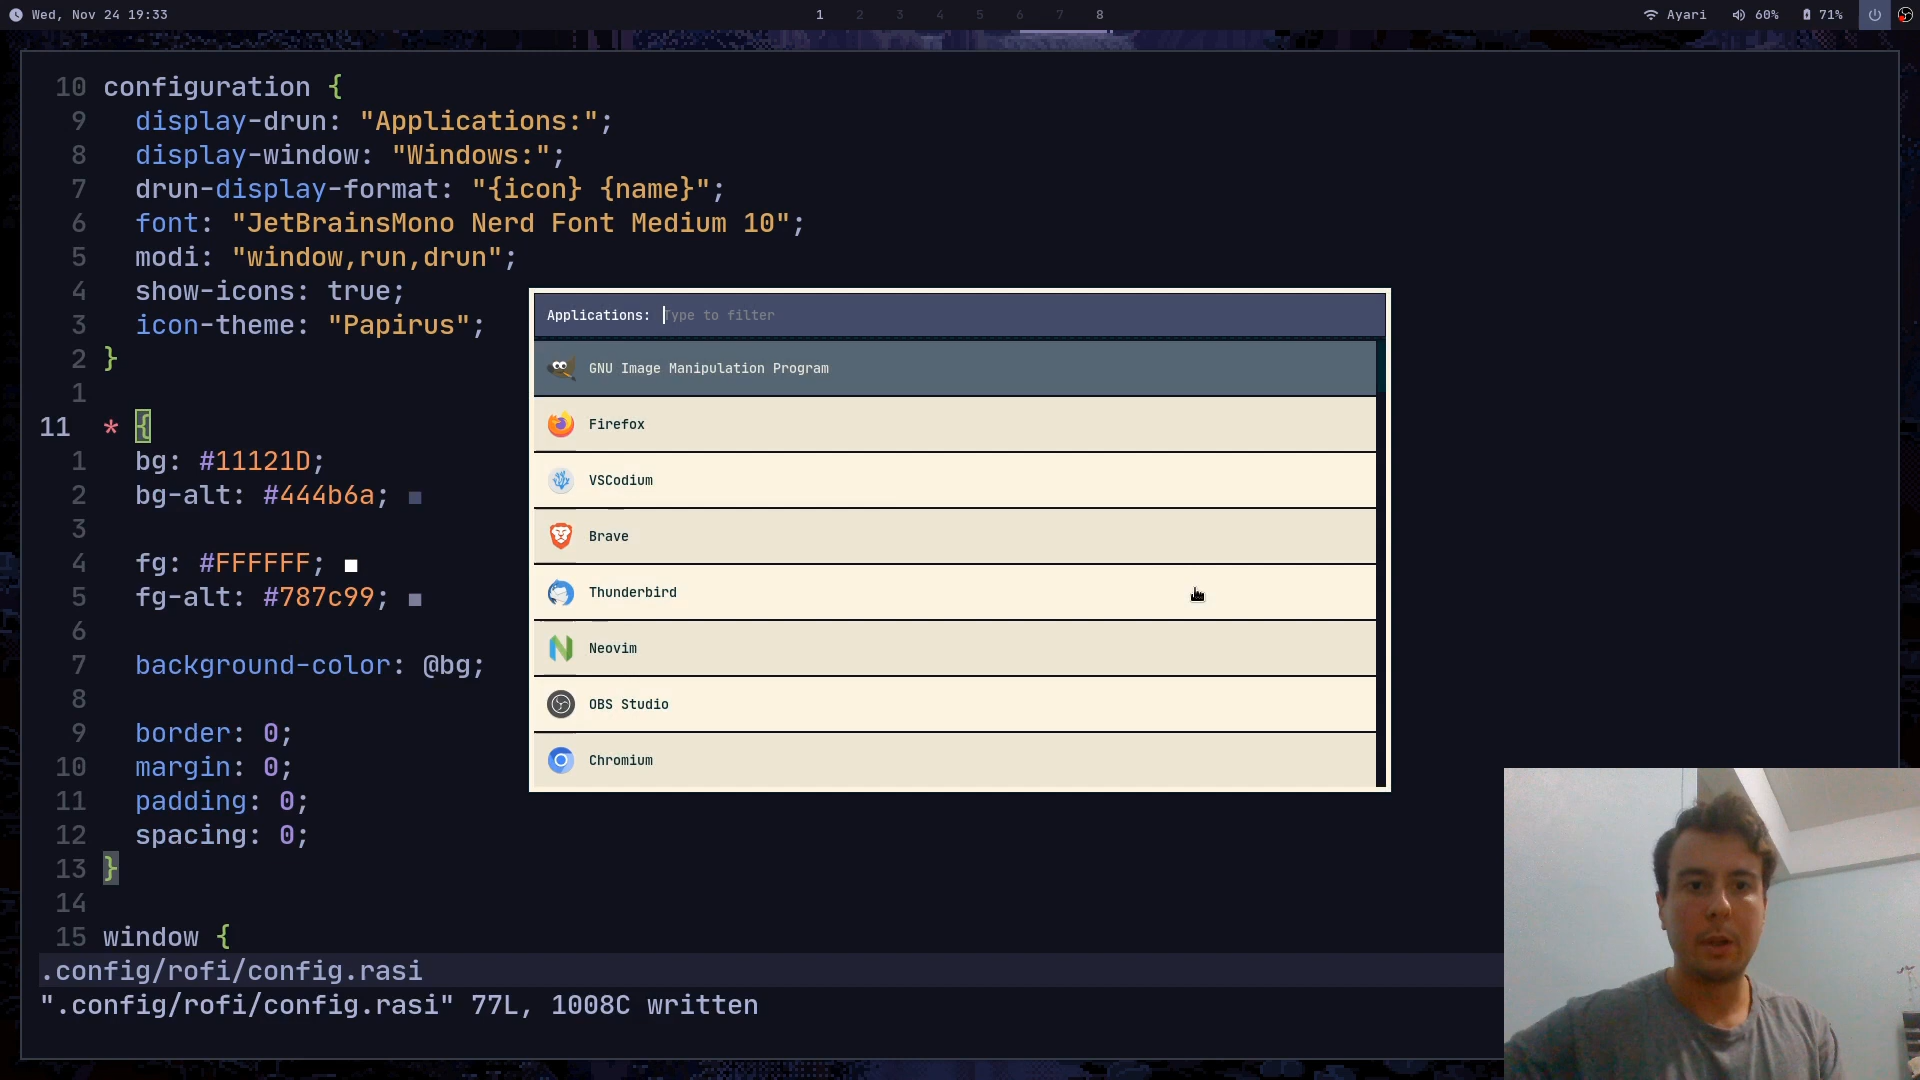 Wed, Nov 24 19:33
1 2 3 4 5 6 7 8
Ayari 60% 71%
10 configuration {
9 display-drun: "Applications:";
8 display-window: "Windows:";
7 drun-display-format: "{icon} {name}";
6 font: "JetBrainsMono Nerd Font Medium 10";
5 modi: "window,run,drun";
4 show-icons: true;
3 icon-theme: "Papirus";
2 }
1
11 * {
1 bg: #11121D;
2 bg-alt: #444b6a;
3
4 fg: #FFFFFF;
5 fg-alt: #787c99;
6
7 background-color: @bg;
8
9 border: 0;
10 margin: 0;
11 padding: 0;
12 spacing: 0;
13 }
14
15 window {
.config/rofi/config.rasi
".config/rofi/config.rasi" 77L, 1008C written
Applications: Type to filter
GNU Image Manipulation Program
Firefox
VSCodium
Brave
Thunderbird
Neovim
OBS Studio
Chromium